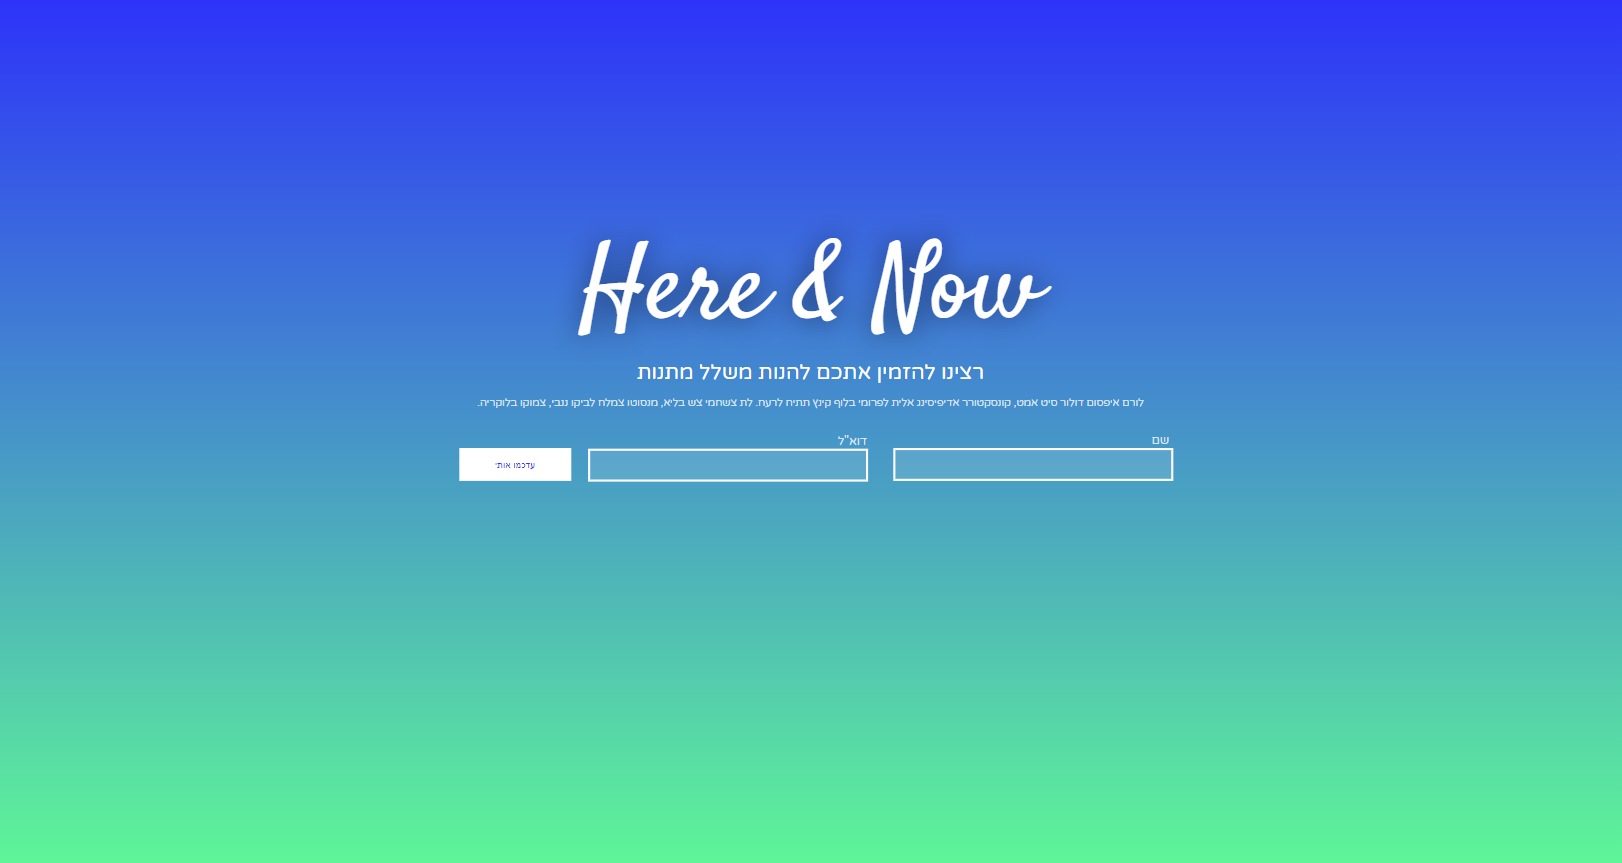 Here & Now
רצינו להזמין אתכם להנות משלל מתנות
לורם איפסום דולור סיט אמט, קונסקטורר אדיפיסינג אלית לפרומי בלוף קינץ תתיח לרעח. לת צשחמי צש בליא, מנסוטו צמלח לביקו ננבי, צמוקו בלוקריה.
שם
דוא"ל
עדכמו אותי